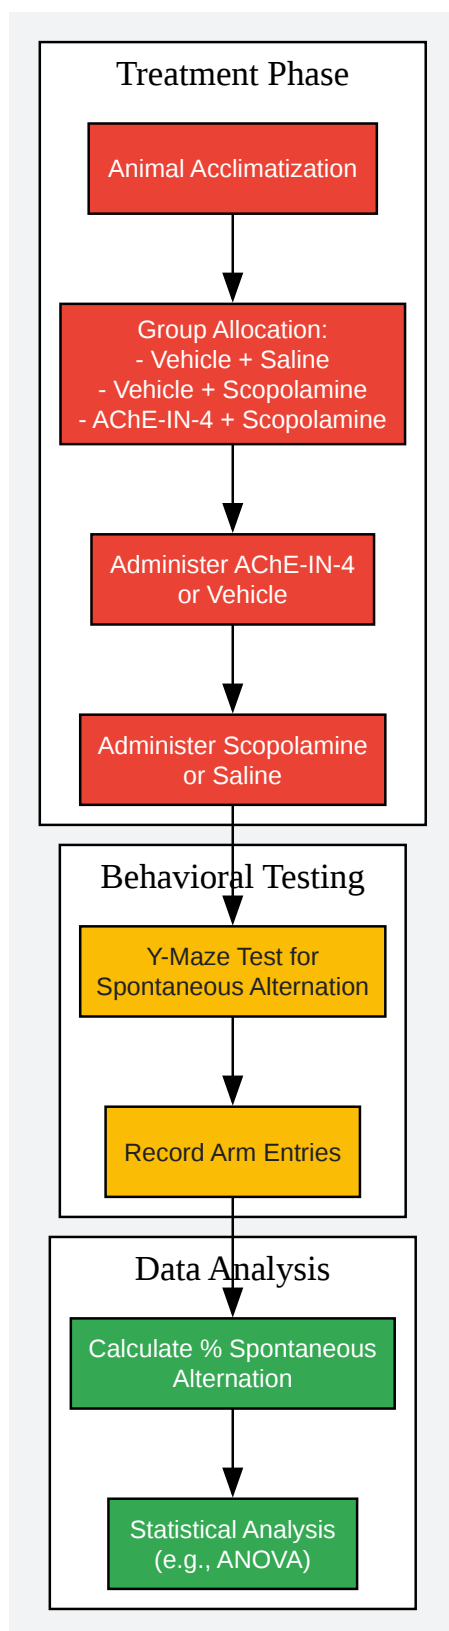 Treatment Phase
Animal Acclimatization
Group Allocation:
- Vehicle + Saline
- Vehicle + Scopolamine
- AChE-IN-4 + Scopolamine
Administer AChE-IN-4
or Vehicle
Administer Scopolamine
or Saline
Behavioral Testing
Y-Maze Test for
Spontaneous Alternation
Record Arm Entries
Data Analysis
Calculate % Spontaneous
Alternation
Statistical Analysis
(e.g., ANOVA)